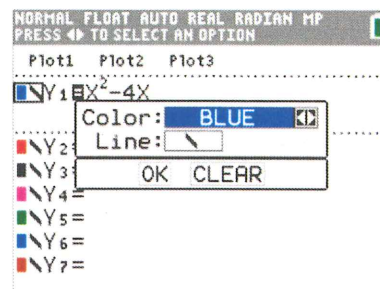 NORMAL FLOAT AUTO REAL RADIAN MP
PRESS ◀▶ TO SELECT AN OPTION
Plot1 Plot2 Plot3
Y1=X²-4X
Color: BLUE
Line:
Y2
Y3
OK CLEAR
Y4=
Y5=
Y6=
Y7=